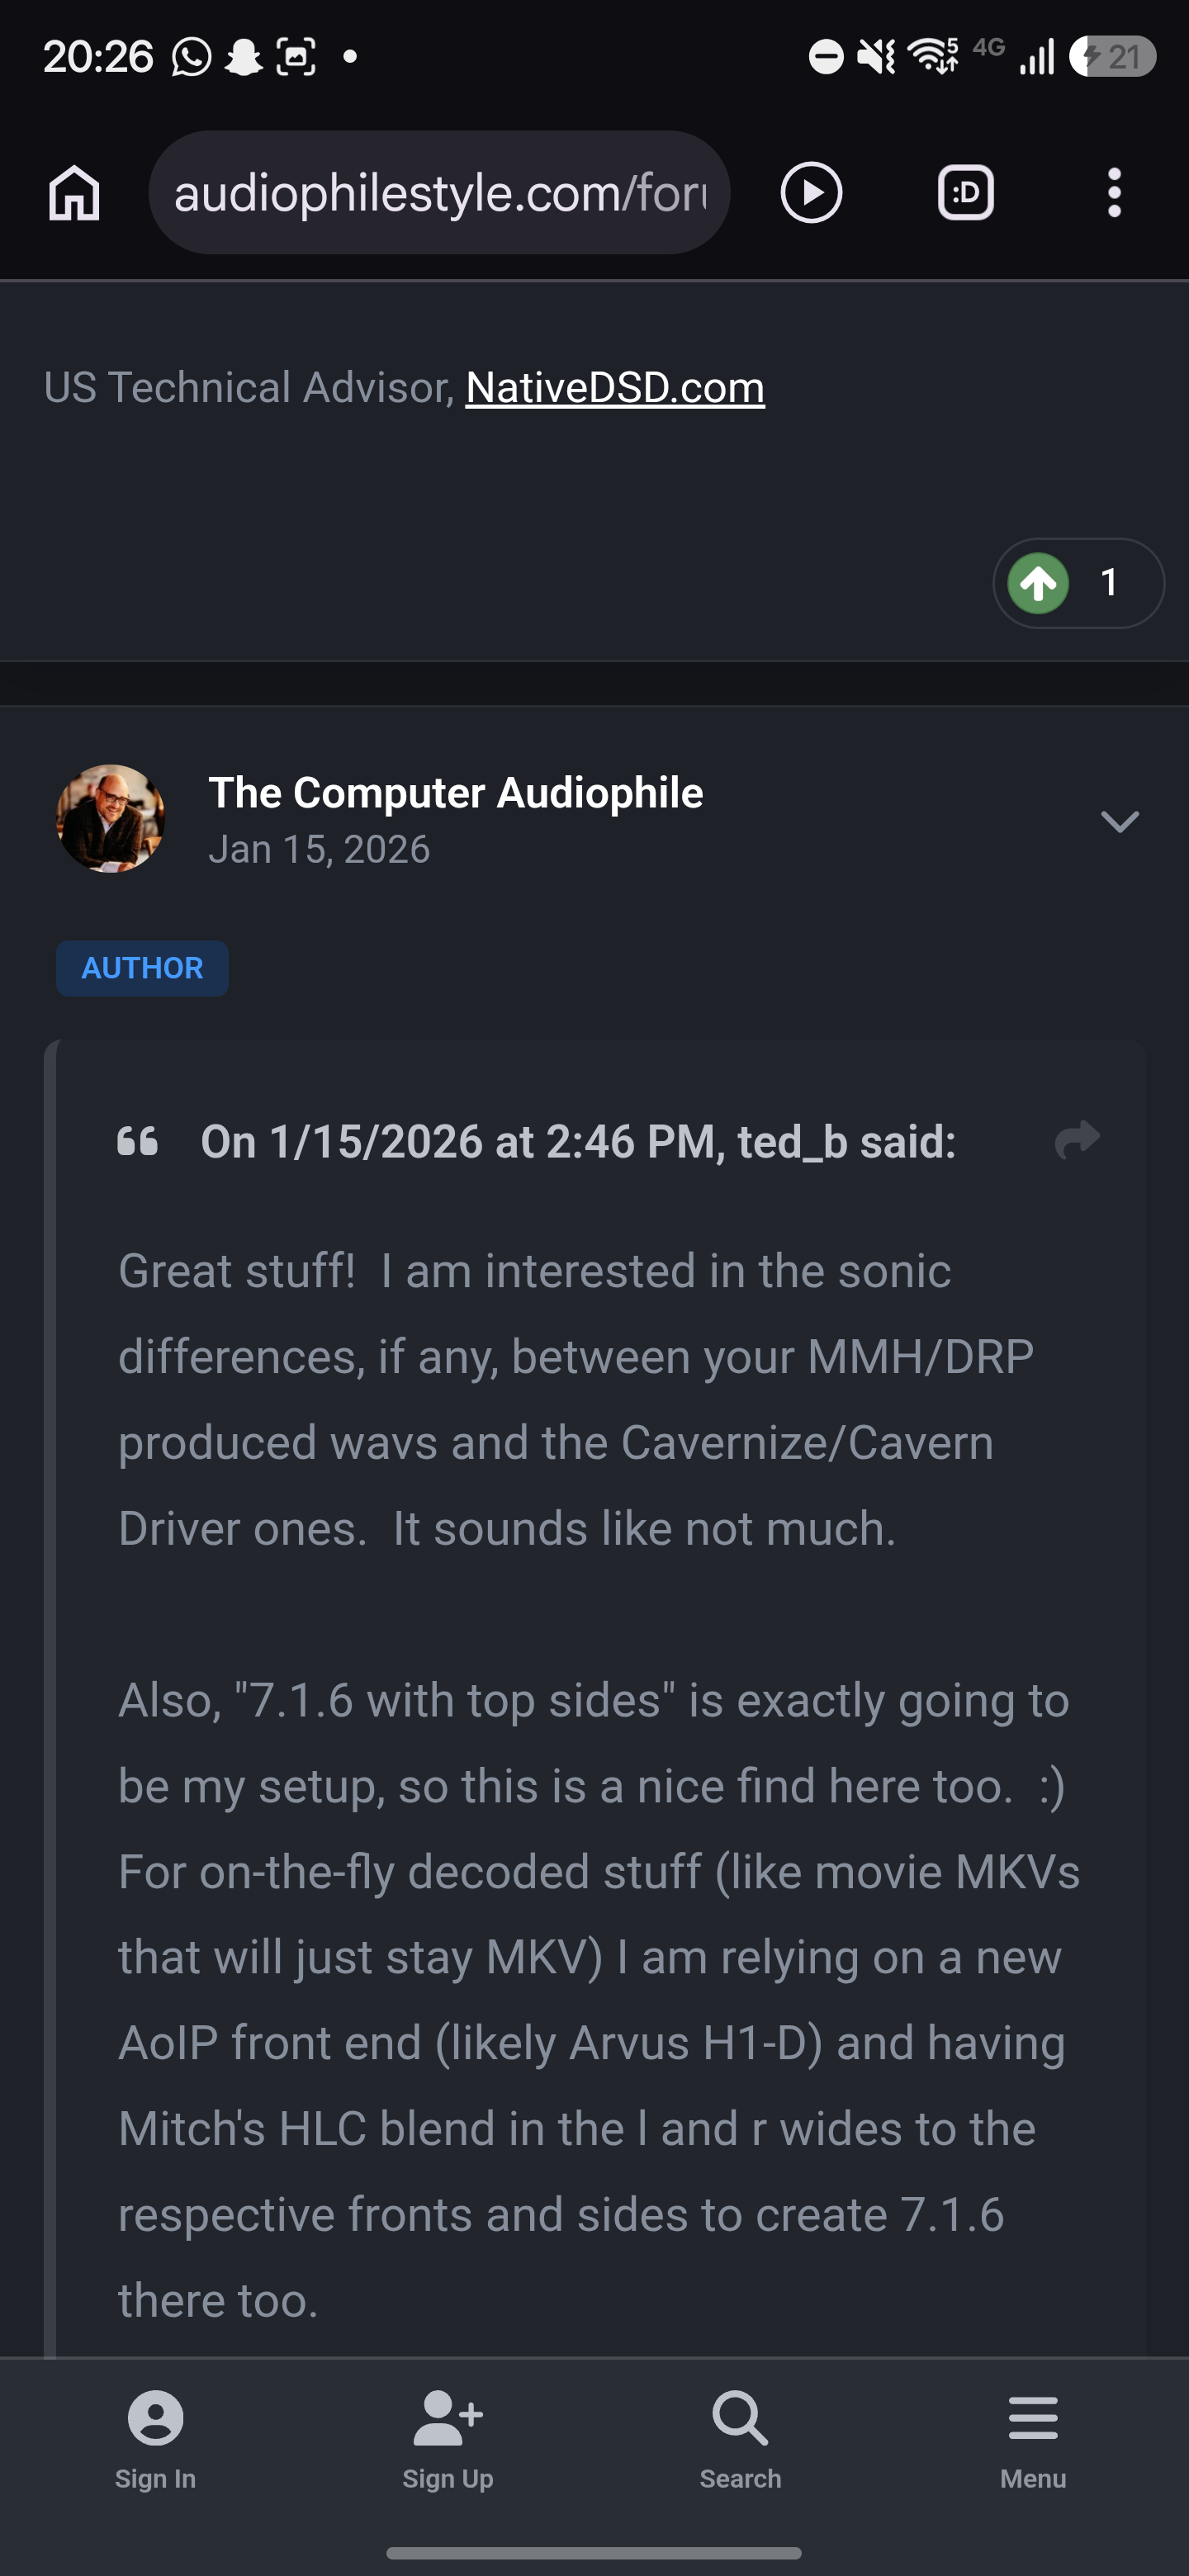 20:26
5 4G 21
audiophilestyle.com/for
:D
US Technical Advisor, NativeDSD.com
1
The Computer Audiophile
Jan 15, 2026
AUTHOR
On 1/15/2026 at 2:46 PM, ted_b said:
Great stuff!  I am interested in the sonic
differences, if any, between your MMH/DRP
produced wavs and the Cavernize/Cavern
Driver ones.  It sounds like not much.
Also, "7.1.6 with top sides" is exactly going to
be my setup, so this is a nice find here too.  :)
For on-the-fly decoded stuff (like movie MKVs
that will just stay MKV) I am relying on a new
AoIP front end (likely Arvus H1-D) and having
Mitch's HLC blend in the l and r wides to the
respective fronts and sides to create 7.1.6
there too.
Sign In
Sign Up
Search
Menu